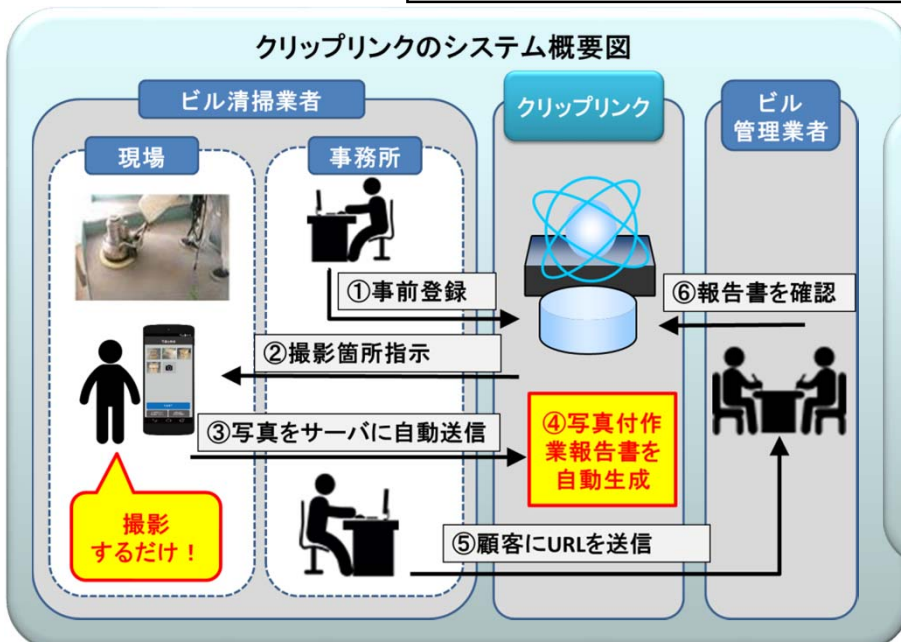 クリップリンクのシステム概要図
ビル清掃業者
クリップリンク
ビル
管理業者
現場
事務所
①事前登録
⑥報告書を確認
②撮影箇所指示
③写真をサーバに自動送信
④写真付作
業報告書を
自動生成
撮影
するだけ！
⑤顧客にURLを送信